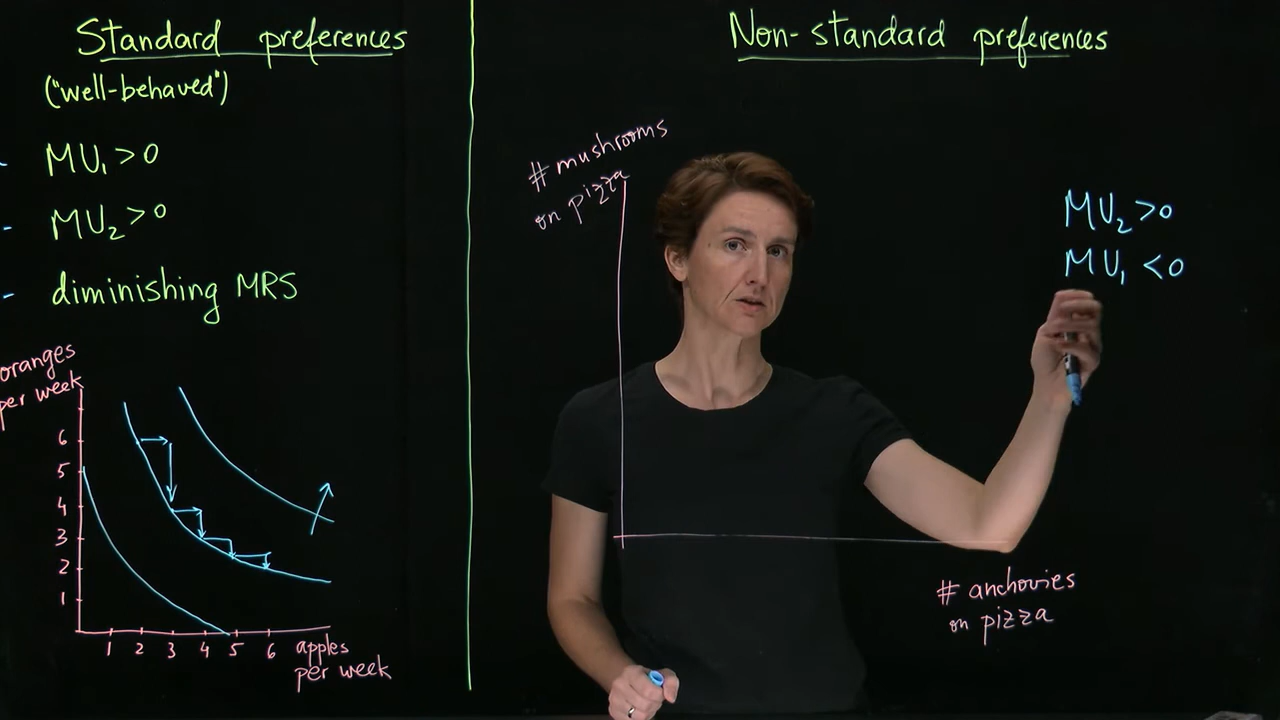 Standard preferences
("well-behaved")
- MU₁ > 0
- MU₂ > 0
- diminishing MRS
oranges
per week
6
5
4
3
2
1
1 2 3 4 5 6 apples
per week
Non-standard preferences
# mushrooms
on pizza
MU₂ > 0
MU₁ < 0
# anchovies
on pizza